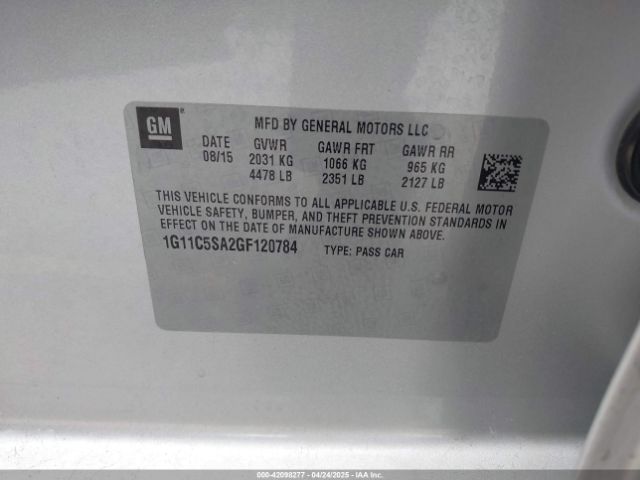 GM
MFD BY GENERAL MOTORS LLC
DATE GVWR GAWR FRT GAWR RR
08/15 2031 KG 1066 KG 965 KG
4478 LB 2351 LB 2127 LB
THIS VEHICLE CONFORMS TO ALL APPLICABLE U.S. FEDERAL MOTOR
VEHICLE SAFETY, BUMPER, AND THEFT PREVENTION STANDARDS IN
EFFECT ON THE DATE OF MANUFACTURE SHOWN ABOVE.
1G11C5SA2GF120784 TYPE: PASS CAR
000-42098277 - 04/24/2025 - IAAI.com